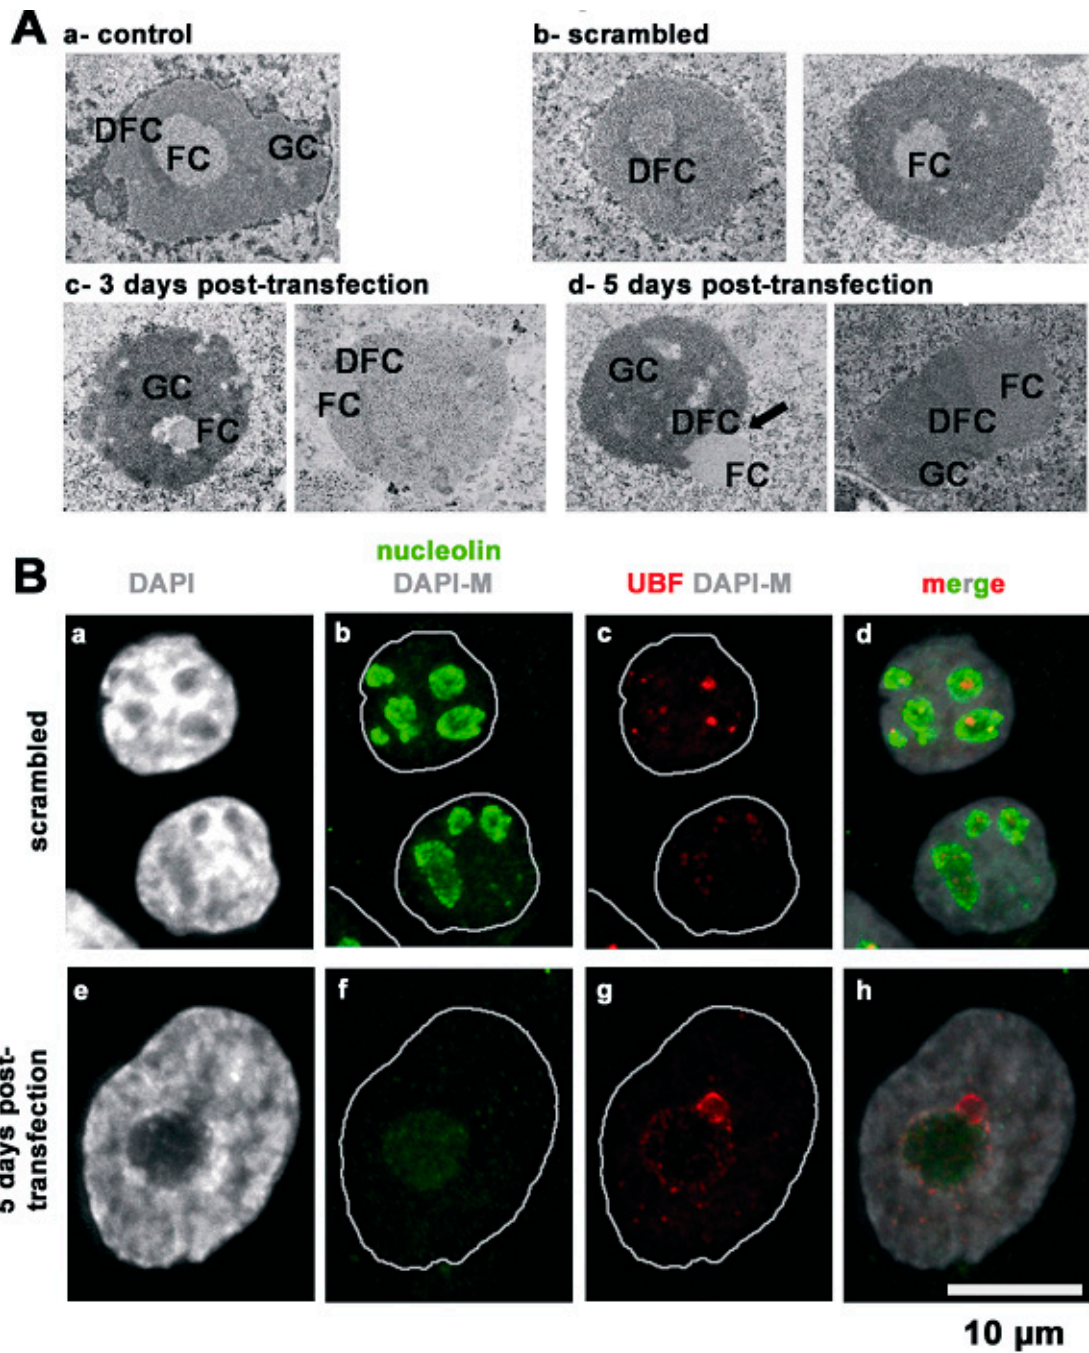 A
a- control
b- scrambled
DFC
FC
GC
DFC
FC
c- 3 days post-transfection
d- 5 days post-transfection
GC
FC
DFC
FC
GC
DFC
FC
FC
DFC
GC
B
DAPI
nucleolin
DAPI-M
UBF DAPI-M
merge
scrambled
a
b
c
d
5 days post-
transfection
e
f
g
h
10 µm